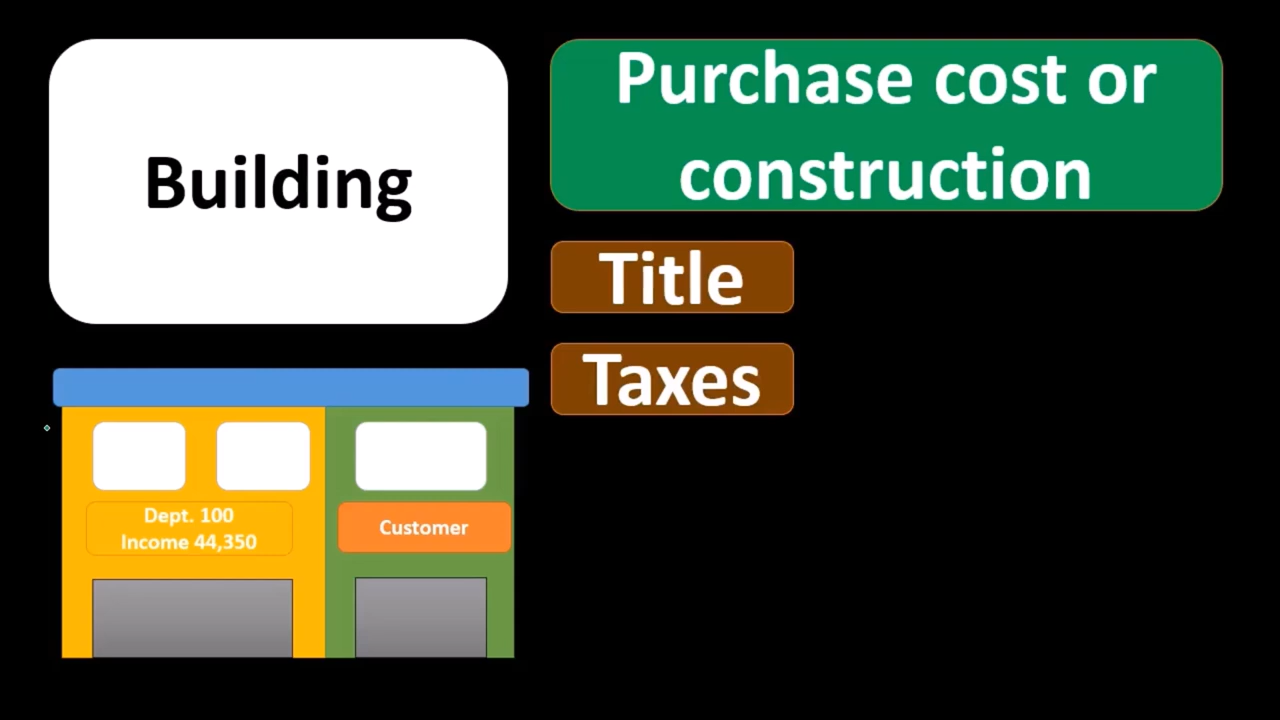 Building
Purchase cost or
construction
Title
Taxes
Dept. 100
Income 44,350
Customer